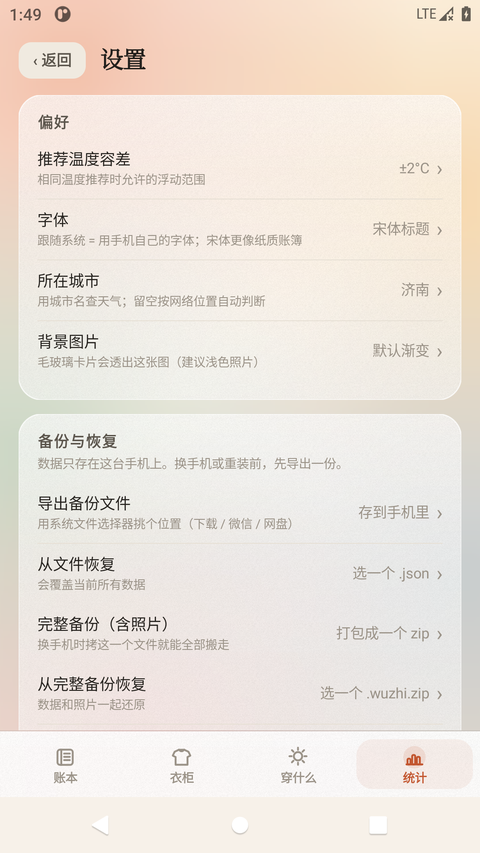 1:49
LTE
‹ 返回
设置
偏好
推荐温度容差
相同温度推荐时允许的浮动范围
±2°C ›
字体
跟随系统 = 用手机自己的字体；宋体更像纸质账簿
宋体标题 ›
所在城市
用城市名查天气；留空按网络位置自动判断
济南 ›
背景图片
毛玻璃卡片会透出这张图（建议浅色照片）
默认渐变 ›
备份与恢复
数据只存在这台手机上。换手机或重装前，先导出一份。
导出备份文件
用系统文件选择器挑个位置（下载 / 微信 / 网盘）
存到手机里 ›
从文件恢复
会覆盖当前所有数据
选一个 .json ›
完整备份（含照片）
换手机时拷这一个文件就能全部搬走
打包成一个 zip ›
从完整备份恢复
数据和照片一起还原
选一个 .wuzhi.zip ›
账本
衣柜
穿什么
统计